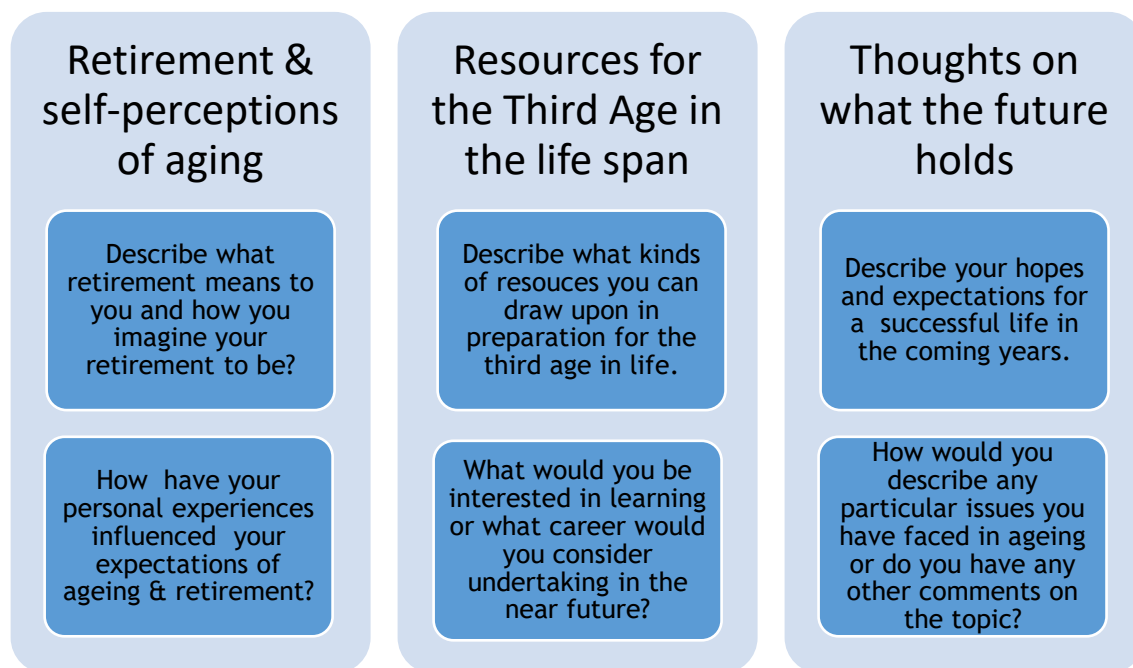 Retirement &
self-perceptions
of aging
Describe what
retirement means to
you and how you
imagine your
retirement to be?
How have your
personal experiences
influenced your
expectations of
ageing & retirement?
Resources for
the Third Age in
the life span
Describe what kinds
of resouces you can
draw upon in
preparation for the
third age in life.
What would you be
interested in learning
or what career would
you consider
undertaking in the
near future?
Thoughts on
what the future
holds
Describe your hopes
and expectations for
a successful life in
the coming years.
How would you
describe any
particular issues you
have faced in ageing
or do you have any
other comments on
the topic?